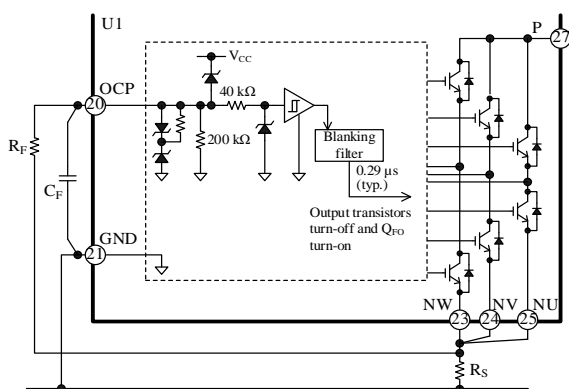 U1
P
27
VCC
OCP
20
40 kΩ
200 kΩ
RF
CF
Blanking
filter
0.29 μs
(typ.)
Output transistors
turn-off and QFO
turn-on
GND
21
NW
NV
NU
23
24
25
RS